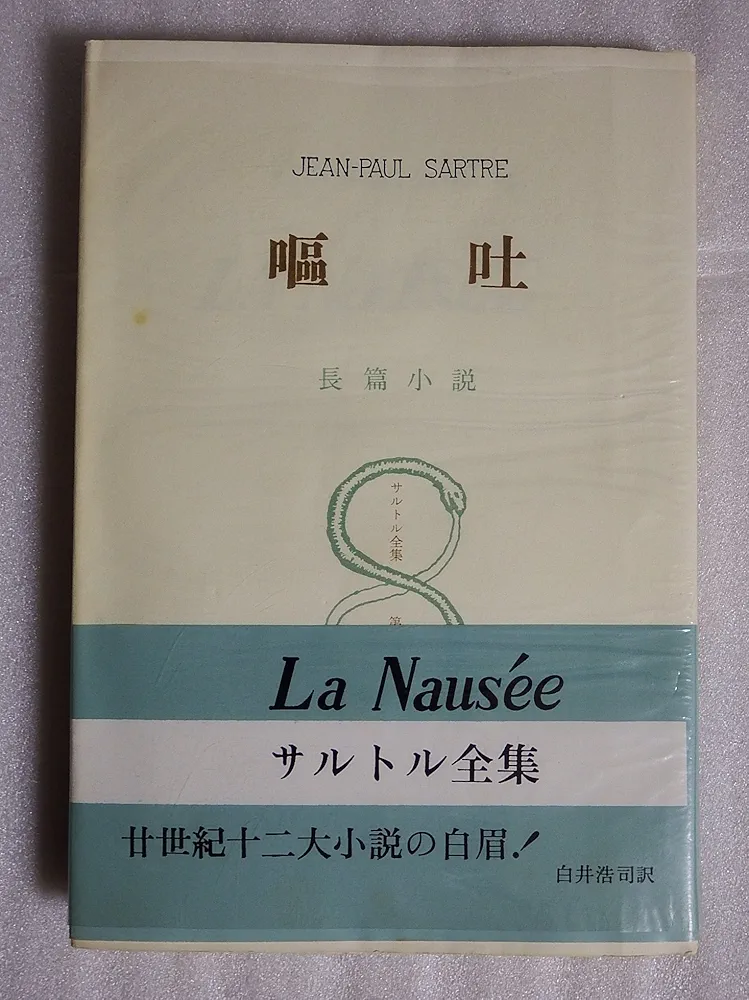 JEAN-PAUL SARTRE
嘔吐
長篇小説
サルトル全集
第
La Nausée
サルトル全集
廿世紀十二大小説の白眉!
白井浩司訳